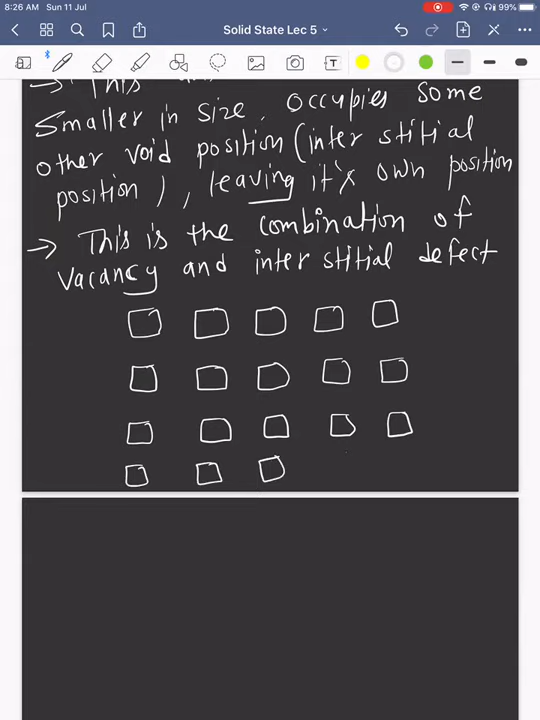 8:26 AM Sun 11 Jul 99%
Solid State Lec 5
T
→ This
smaller in size, occupies some
other void position (inter stitial
position), leaving it's own position
→ This is the combination of
vacancy and inter stitial defect